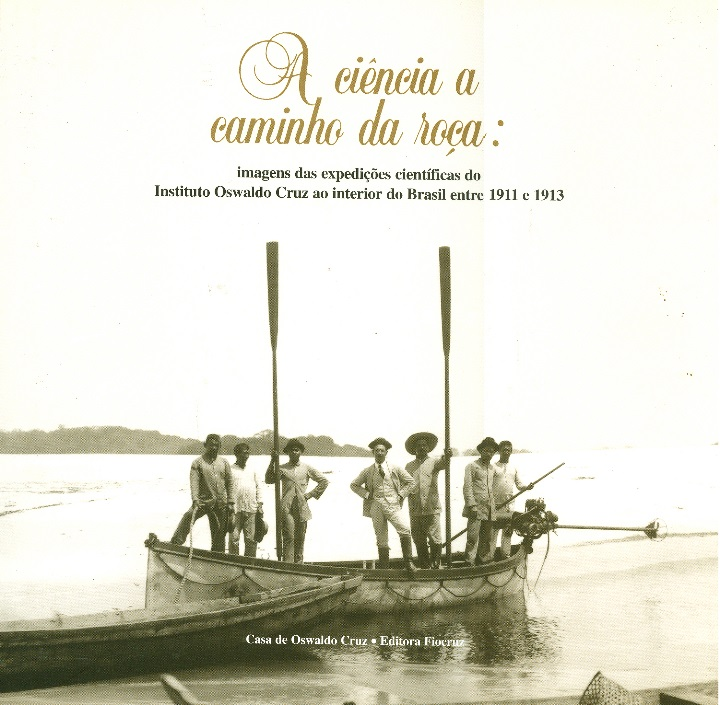 A ciência a
caminho da roça:
imagens das expedições científicas do
Instituto Oswaldo Cruz ao interior do Brasil entre 1911 e 1913
Casa de Oswaldo Cruz • Editora Fiocruz